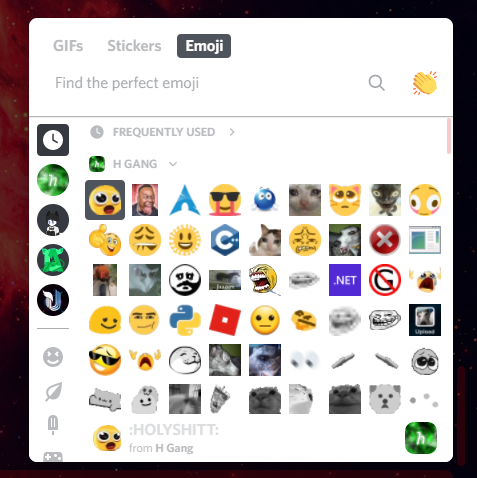 GIFs Stickers Emoji
Find the perfect emoji
FREQUENTLY USED
H GANG
.NET
Upload
:HOLYSHITT:
from H Gang